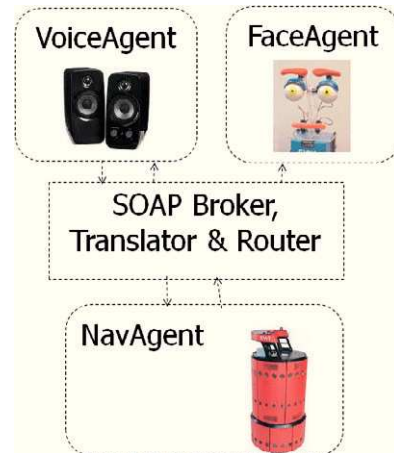 VoiceAgent
FaceAgent
SOAP Broker,
Translator & Router
NavAgent